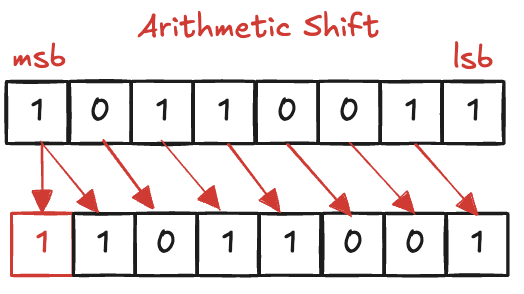 Arithmetic Shift
msb lsb
1 0 1 1 0 0 1 1
1 1 0 1 1 0 0 1